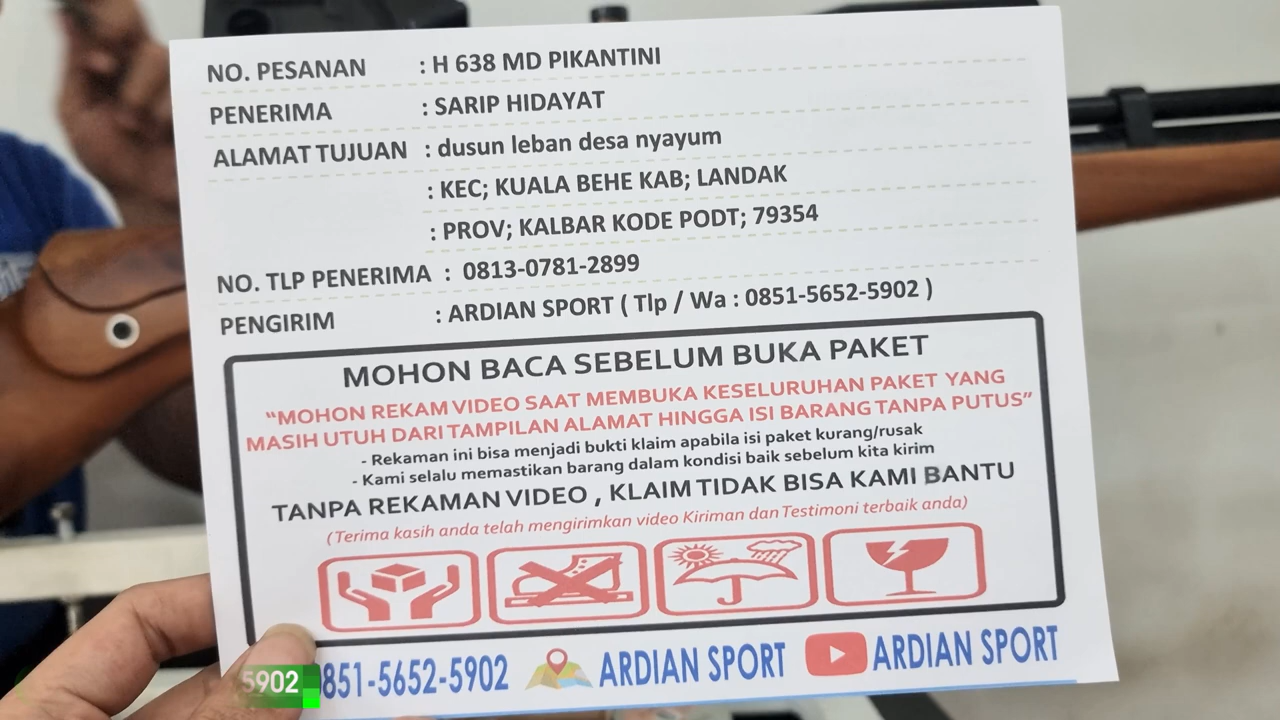 NO. PESANAN : H 638 MD PIKANTINI
PENERIMA : SARIP HIDAYAT
ALAMAT TUJUAN : dusun leban desa nyayum
: KEC; KUALA BEHE KAB; LANDAK
: PROV; KALBAR KODE PODT; 79354
NO. TLP PENERIMA : 0813-0781-2899
PENGIRIM : ARDIAN SPORT ( Tlp / Wa : 0851-5652-5902 )
MOHON BACA SEBELUM BUKA PAKET
“MOHON REKAM VIDEO SAAT MEMBUKA KESELURUHAN PAKET YANG
MASIH UTUH DARI TAMPILAN ALAMAT HINGGA ISI BARANG TANPA PUTUS”
- Rekaman ini bisa menjadi bukti klaim apabila isi paket kurang/rusak
- Kami selalu memastikan barang dalam kondisi baik sebelum kita kirim
TANPA REKAMAN VIDEO , KLAIM TIDAK BISA KAMI BANTU
(Terima kasih anda telah mengirimkan video Kiriman dan Testimoni terbaik anda)
5902 851-5652-5902 ARDIAN SPORT ARDIAN SPORT